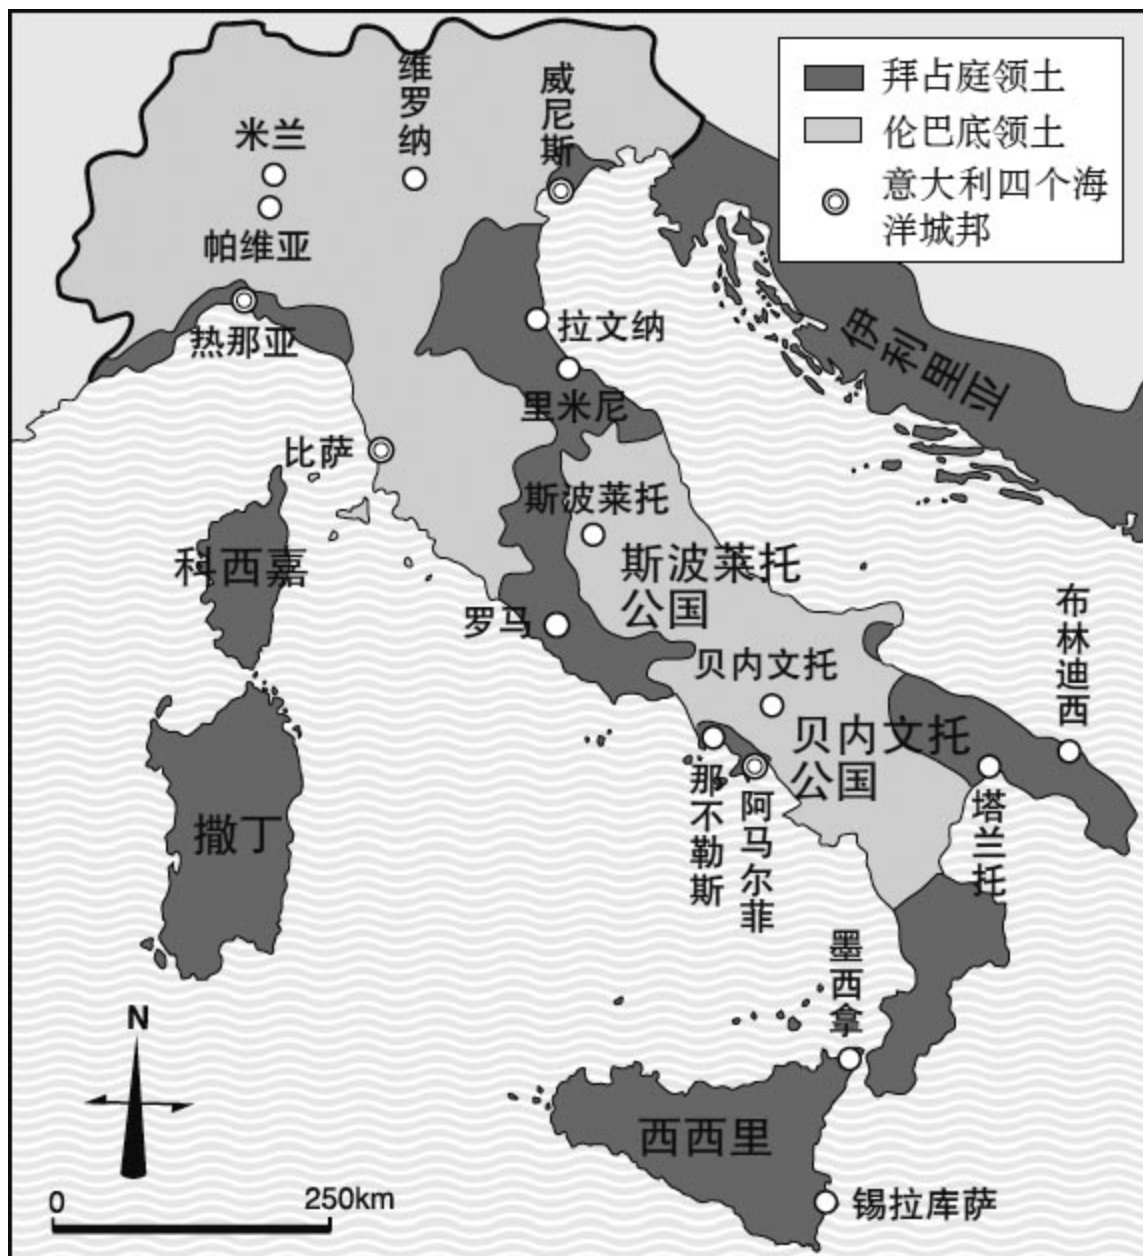 拜占庭领土
伦巴底领土
意大利四个海
洋城邦
维罗纳
威尼斯
米兰
帕维亚
热那亚
拉文纳
里米尼
伊利里亚
比萨
斯波莱托
科西嘉
斯波莱托
公国
罗马
布林迪西
贝内文托
贝内文托
公国
那不勒斯
阿马尔菲
塔兰托
撒丁
墨西拿
N
西西里
0
250km
锡拉库萨